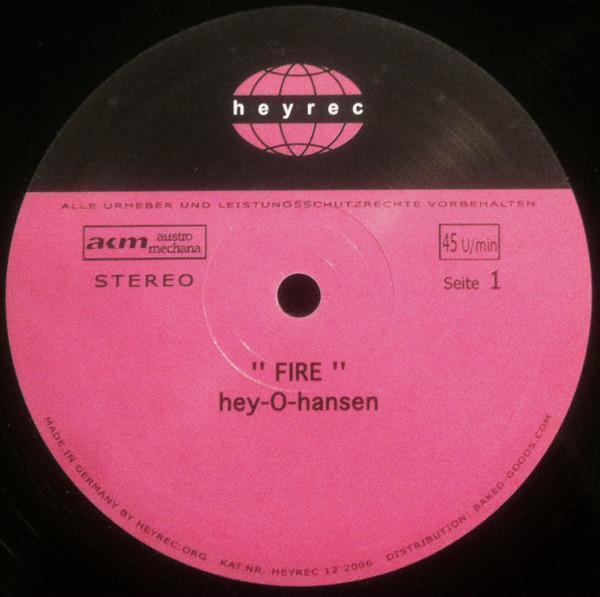 heyrec
ALLE URHEBER UND LEISTUNGSSCHUTZRECHTE VORBEHALTEN
akm austro mechana
45 U/min
STEREO
Seite 1
" FIRE "
hey-O-hansen
MADE IN GERMANY BY HEYREC.ORG KAT.NR. HEYREC 12 2006 DISTRIBUTION: BAKED-GOODS.COM